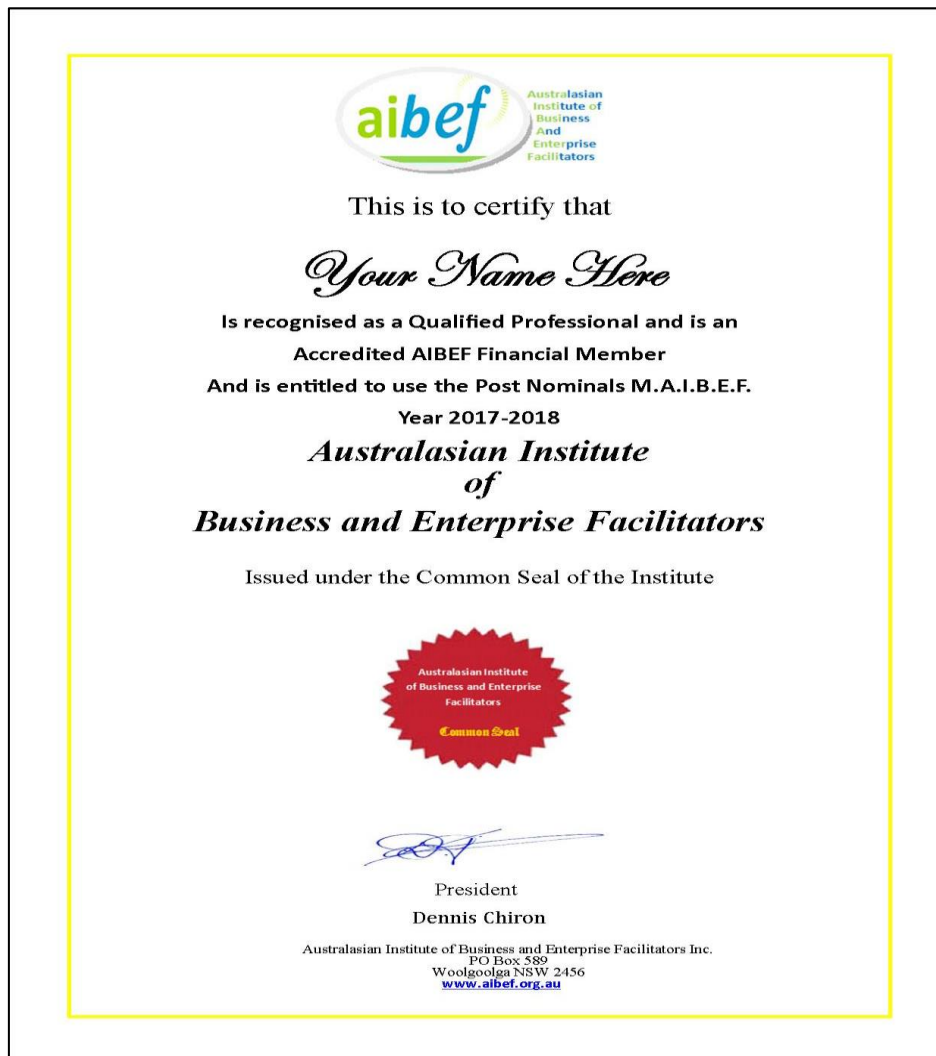 aibef
Australasian
Institute of
Business
And
Enterprise
Facilitators
This is to certify that
Your Name Here
Is recognised as a Qualified Professional and is an
Accredited AIBEF Financial Member
And is entitled to use the Post Nominals M.A.I.B.E.F.
Year 2017-2018
Australasian Institute
of
Business and Enterprise Facilitators
Issued under the Common Seal of the Institute
Australasian Institute
of Business and Enterprise
Facilitators
Common Seal
President
Dennis Chiron
Australasian Institute of Business and Enterprise Facilitators Inc.
PO Box 589
Woolgoolga NSW 2456
www.aibef.org.au